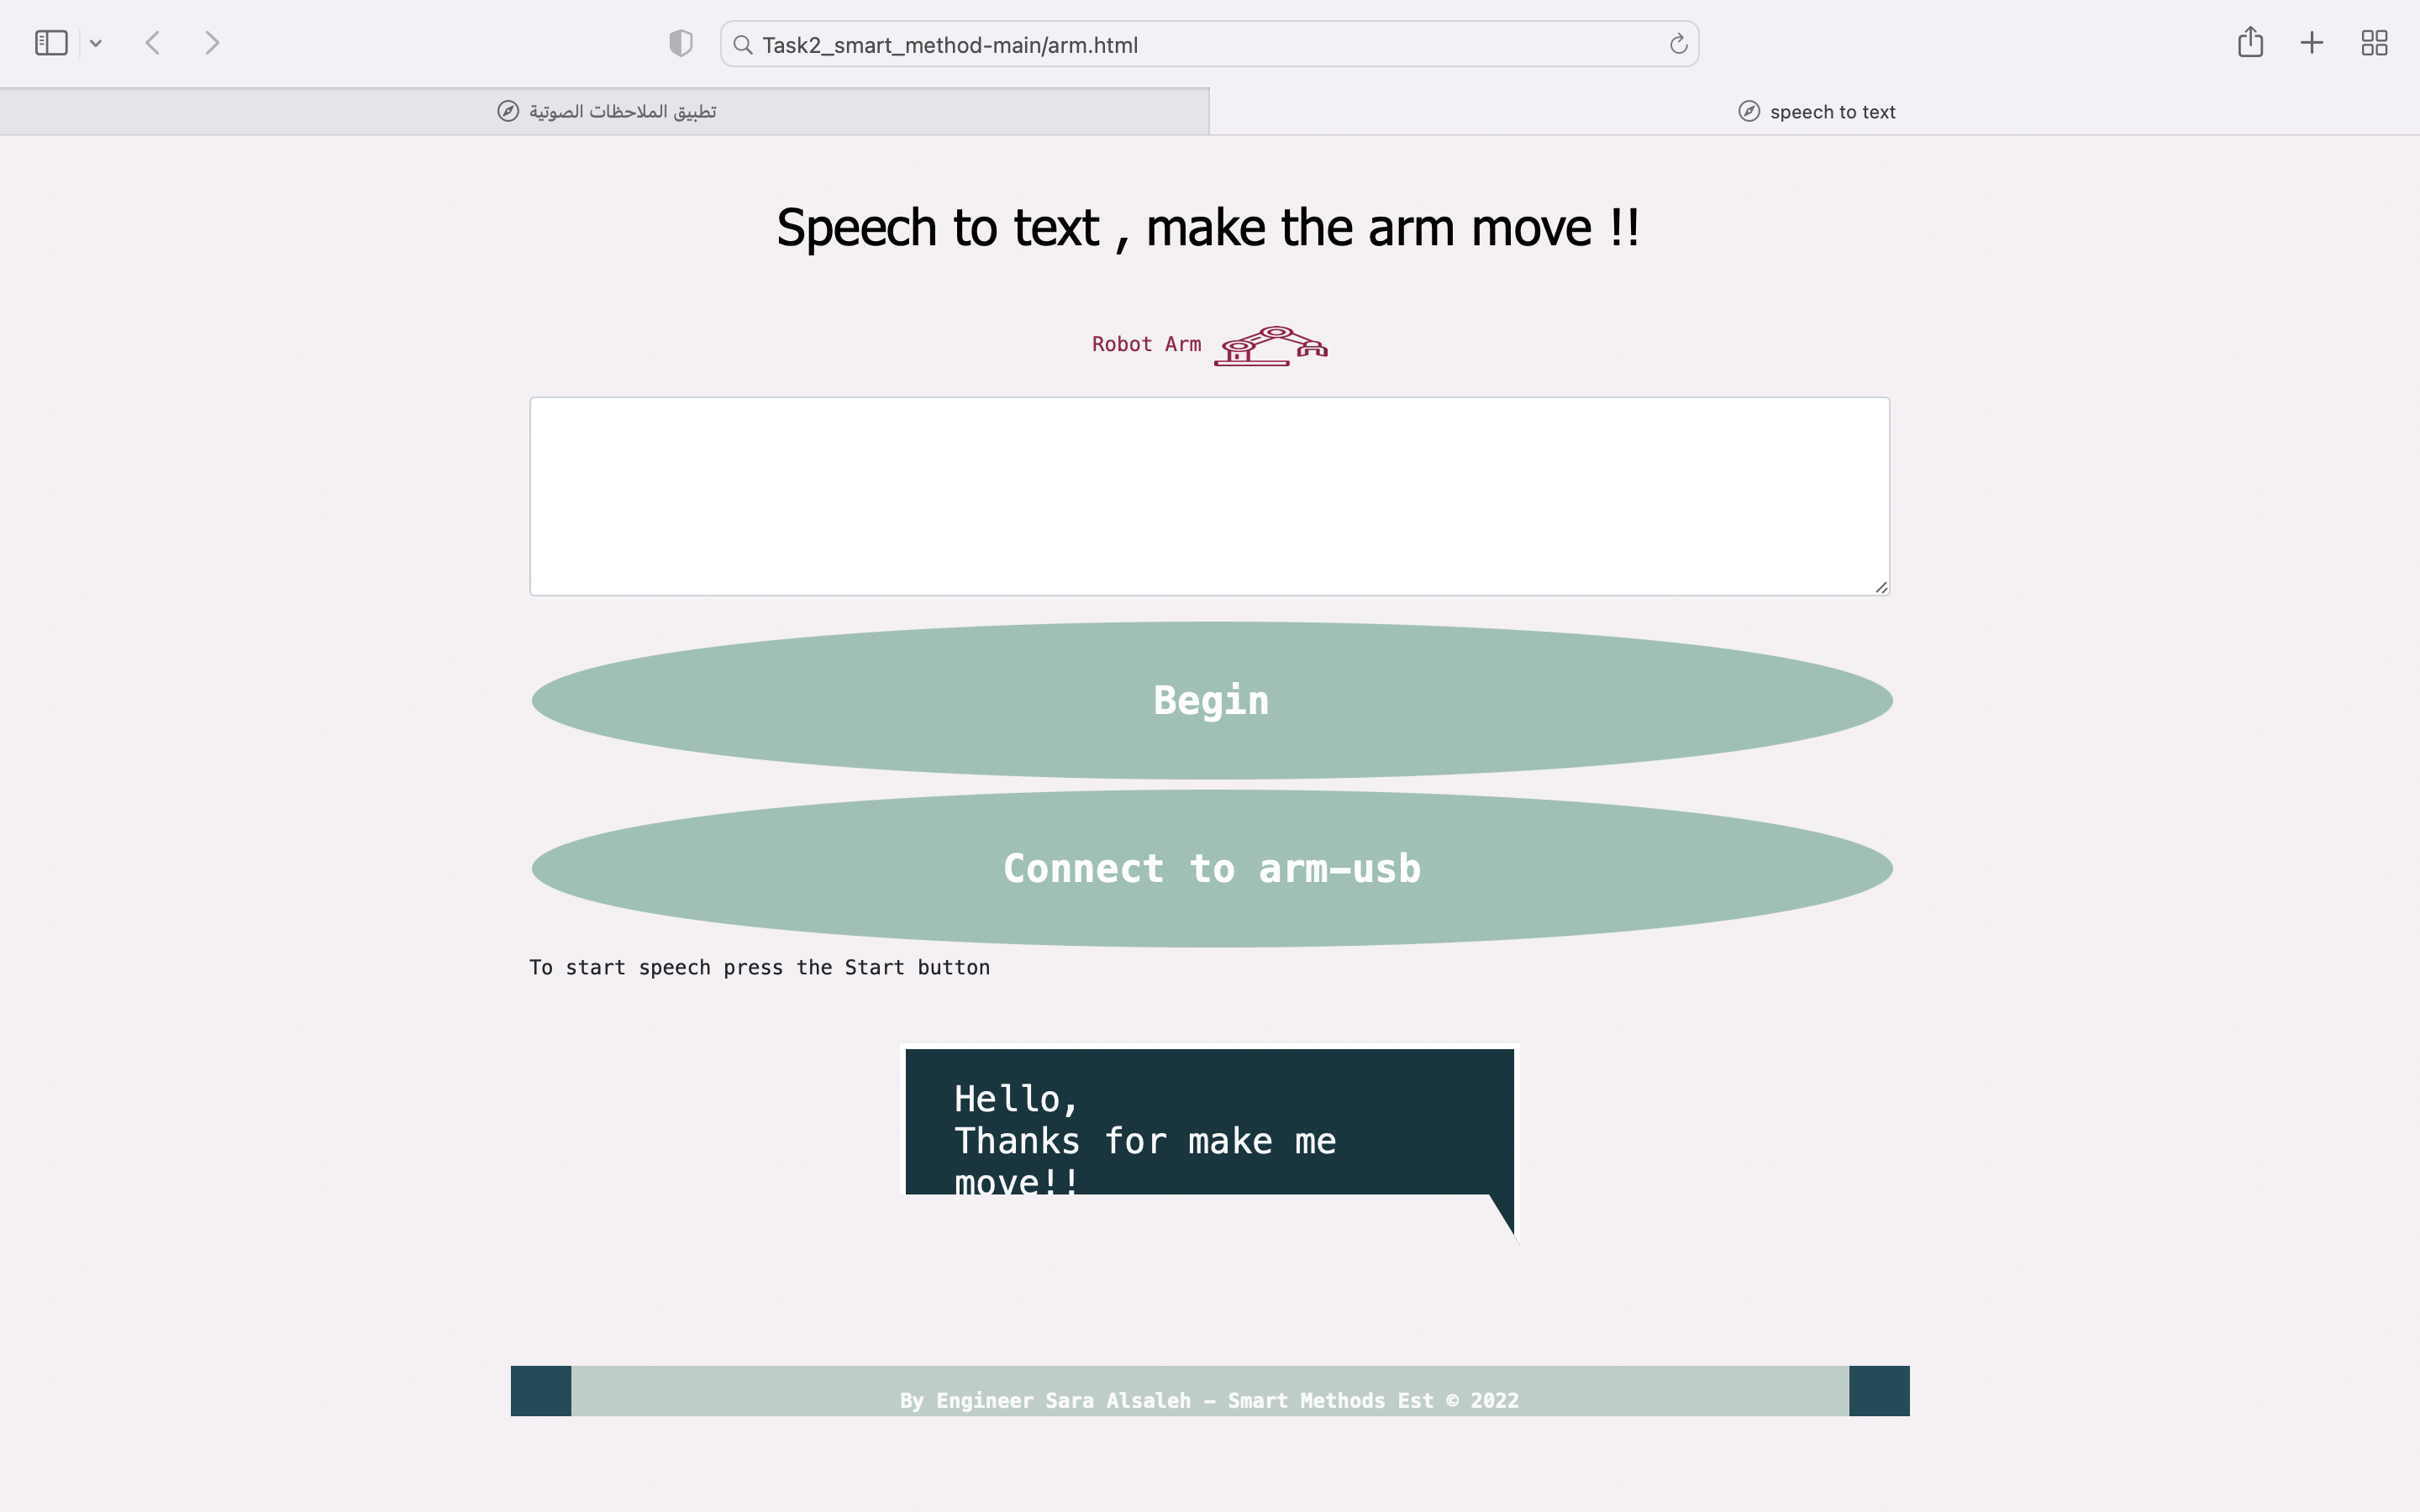 Task2_smart_method-main/arm.html
تطبيق الملاحظات الصوتية
speech to text
Speech to text , make the arm move !!
Robot Arm
Begin
Connect to arm-usb
To start speech press the Start button
Hello,
Thanks for make me
move!!
By Engineer Sara Alsaleh - Smart Methods Est © 2022